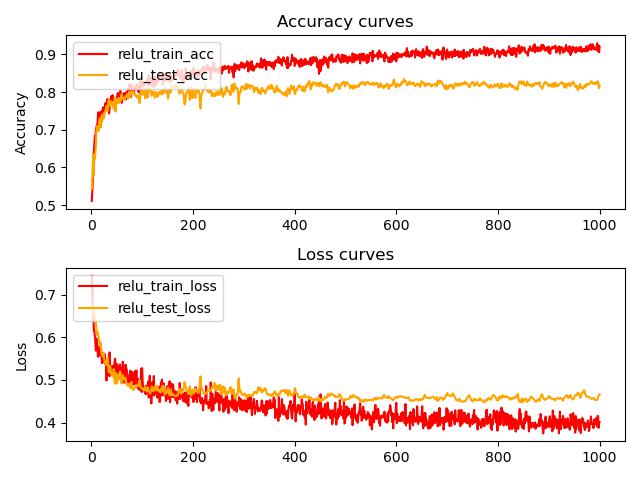 Accuracy curves
Accuracy
0.9
0.8
0.7
0.6
0.5
relu_train_acc
relu_test_acc
0 200 400 600 800 1000
Loss curves
Loss
0.7
0.6
0.5
0.4
relu_train_loss
relu_test_loss
0 200 400 600 800 1000